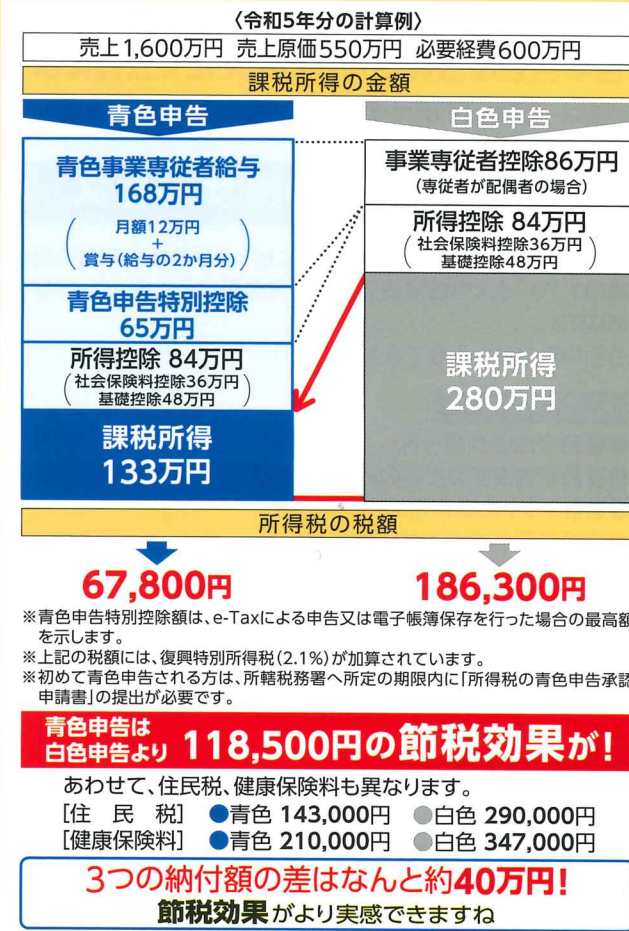 〈令和5年分の計算例〉
売上1,600万円 売上原価550万円 必要経費600万円
課税所得の金額
青色申告
白色申告
青色事業専従者給与
168万円
月額12万円
+
賞与(給与の2か月分)
青色申告特別控除
65万円
所得控除 84万円
(社会保険料控除36万円
基礎控除48万円)
課税所得
133万円
事業専従者控除86万円
(専従者が配偶者の場合)
所得控除 84万円
(社会保険料控除36万円
基礎控除48万円)
課税所得
280万円
所得税の税額
67,800円
186,300円
※青色申告特別控除額は、e-Taxによる申告又は電子帳簿保存を行った場合の最高額
を示します。
※上記の税額には、復興特別所得税(2.1%)が加算されています。
※初めて青色申告される方は、所轄税務署へ所定の期限内に「所得税の青色申告承認
申請書」の提出が必要です。
青色申告は
白色申告より 118,500円の節税効果が!
あわせて、住民税、健康保険料も異なります。
[住 民 税] ●青色 143,000円 ●白色 290,000円
[健康保険料] ●青色 210,000円 ●白色 347,000円
3つの納付額の差はなんと約40万円!
節税効果がより実感できますね